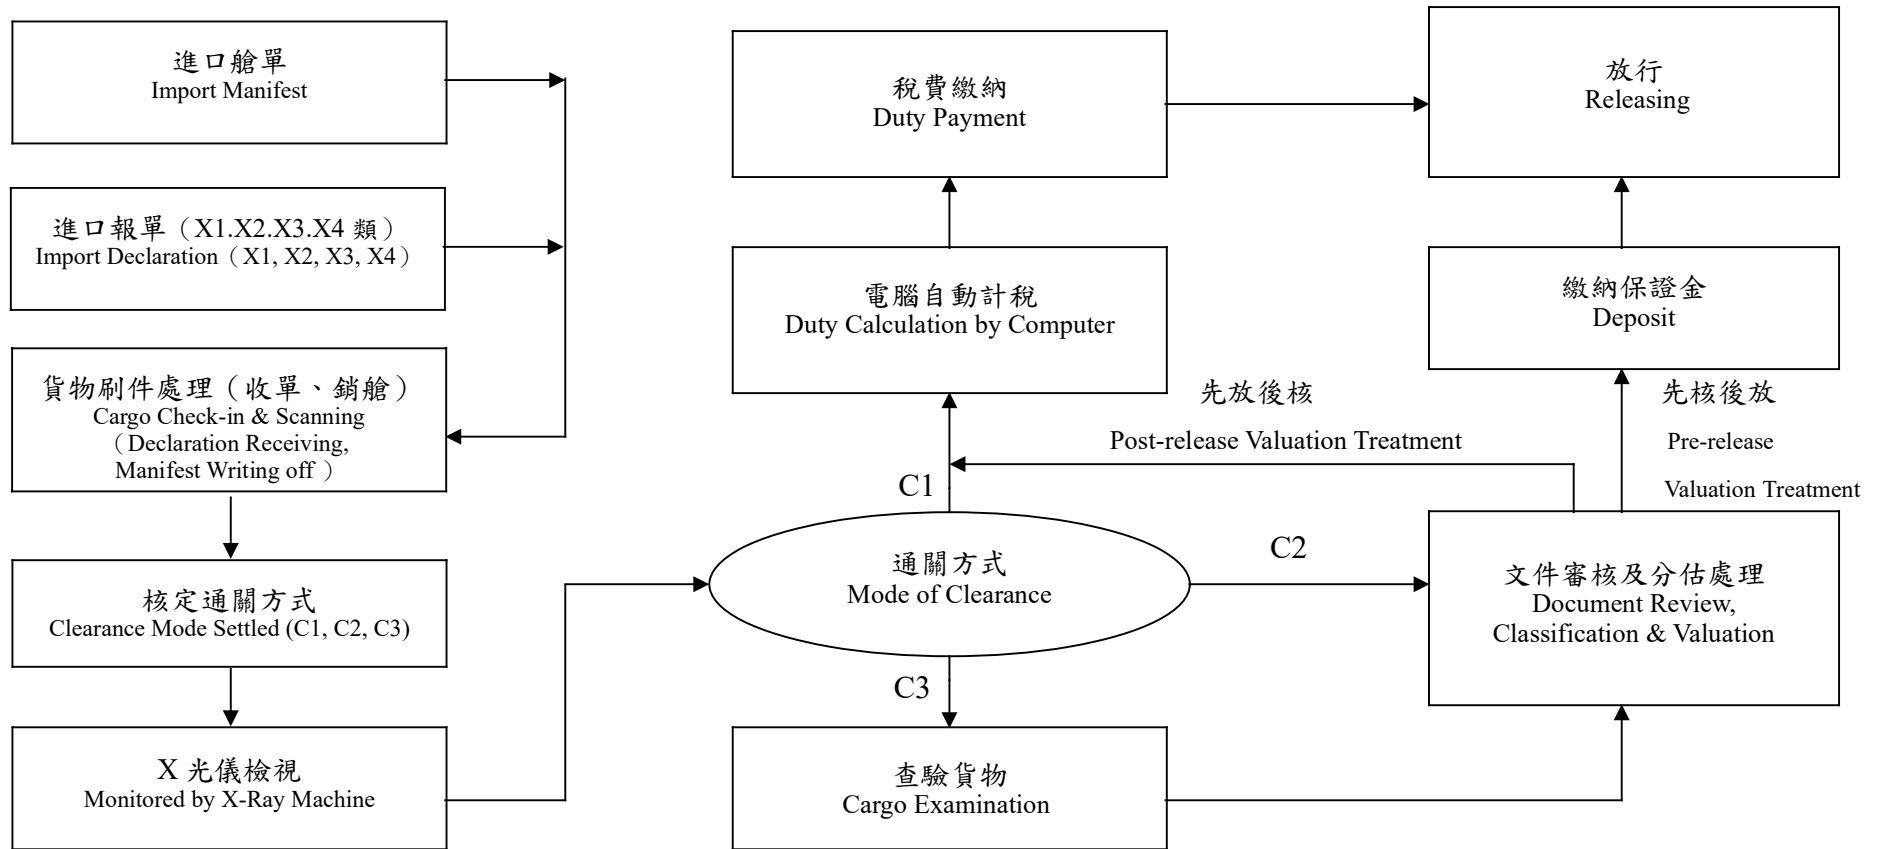 進口艙單
Import Manifest
進口報單（X1.X2.X3.X4 類）
Import Declaration（X1, X2, X3, X4）
貨物刷件處理（收單、銷艙）
Cargo Check-in & Scanning
（Declaration Receiving,
Manifest Writing off ）
核定通關方式
Clearance Mode Settled (C1, C2, C3)
X 光儀檢視
Monitored by X-Ray Machine
稅費繳納
Duty Payment
電腦自動計稅
Duty Calculation by Computer
先放後核
Post-release Valuation Treatment
C1
通關方式
Mode of Clearance
C2
C3
查驗貨物
Cargo Examination
放行
Releasing
繳納保證金
Deposit
先核後放
Pre-release
Valuation Treatment
文件審核及分估處理
Document Review,
Classification & Valuation